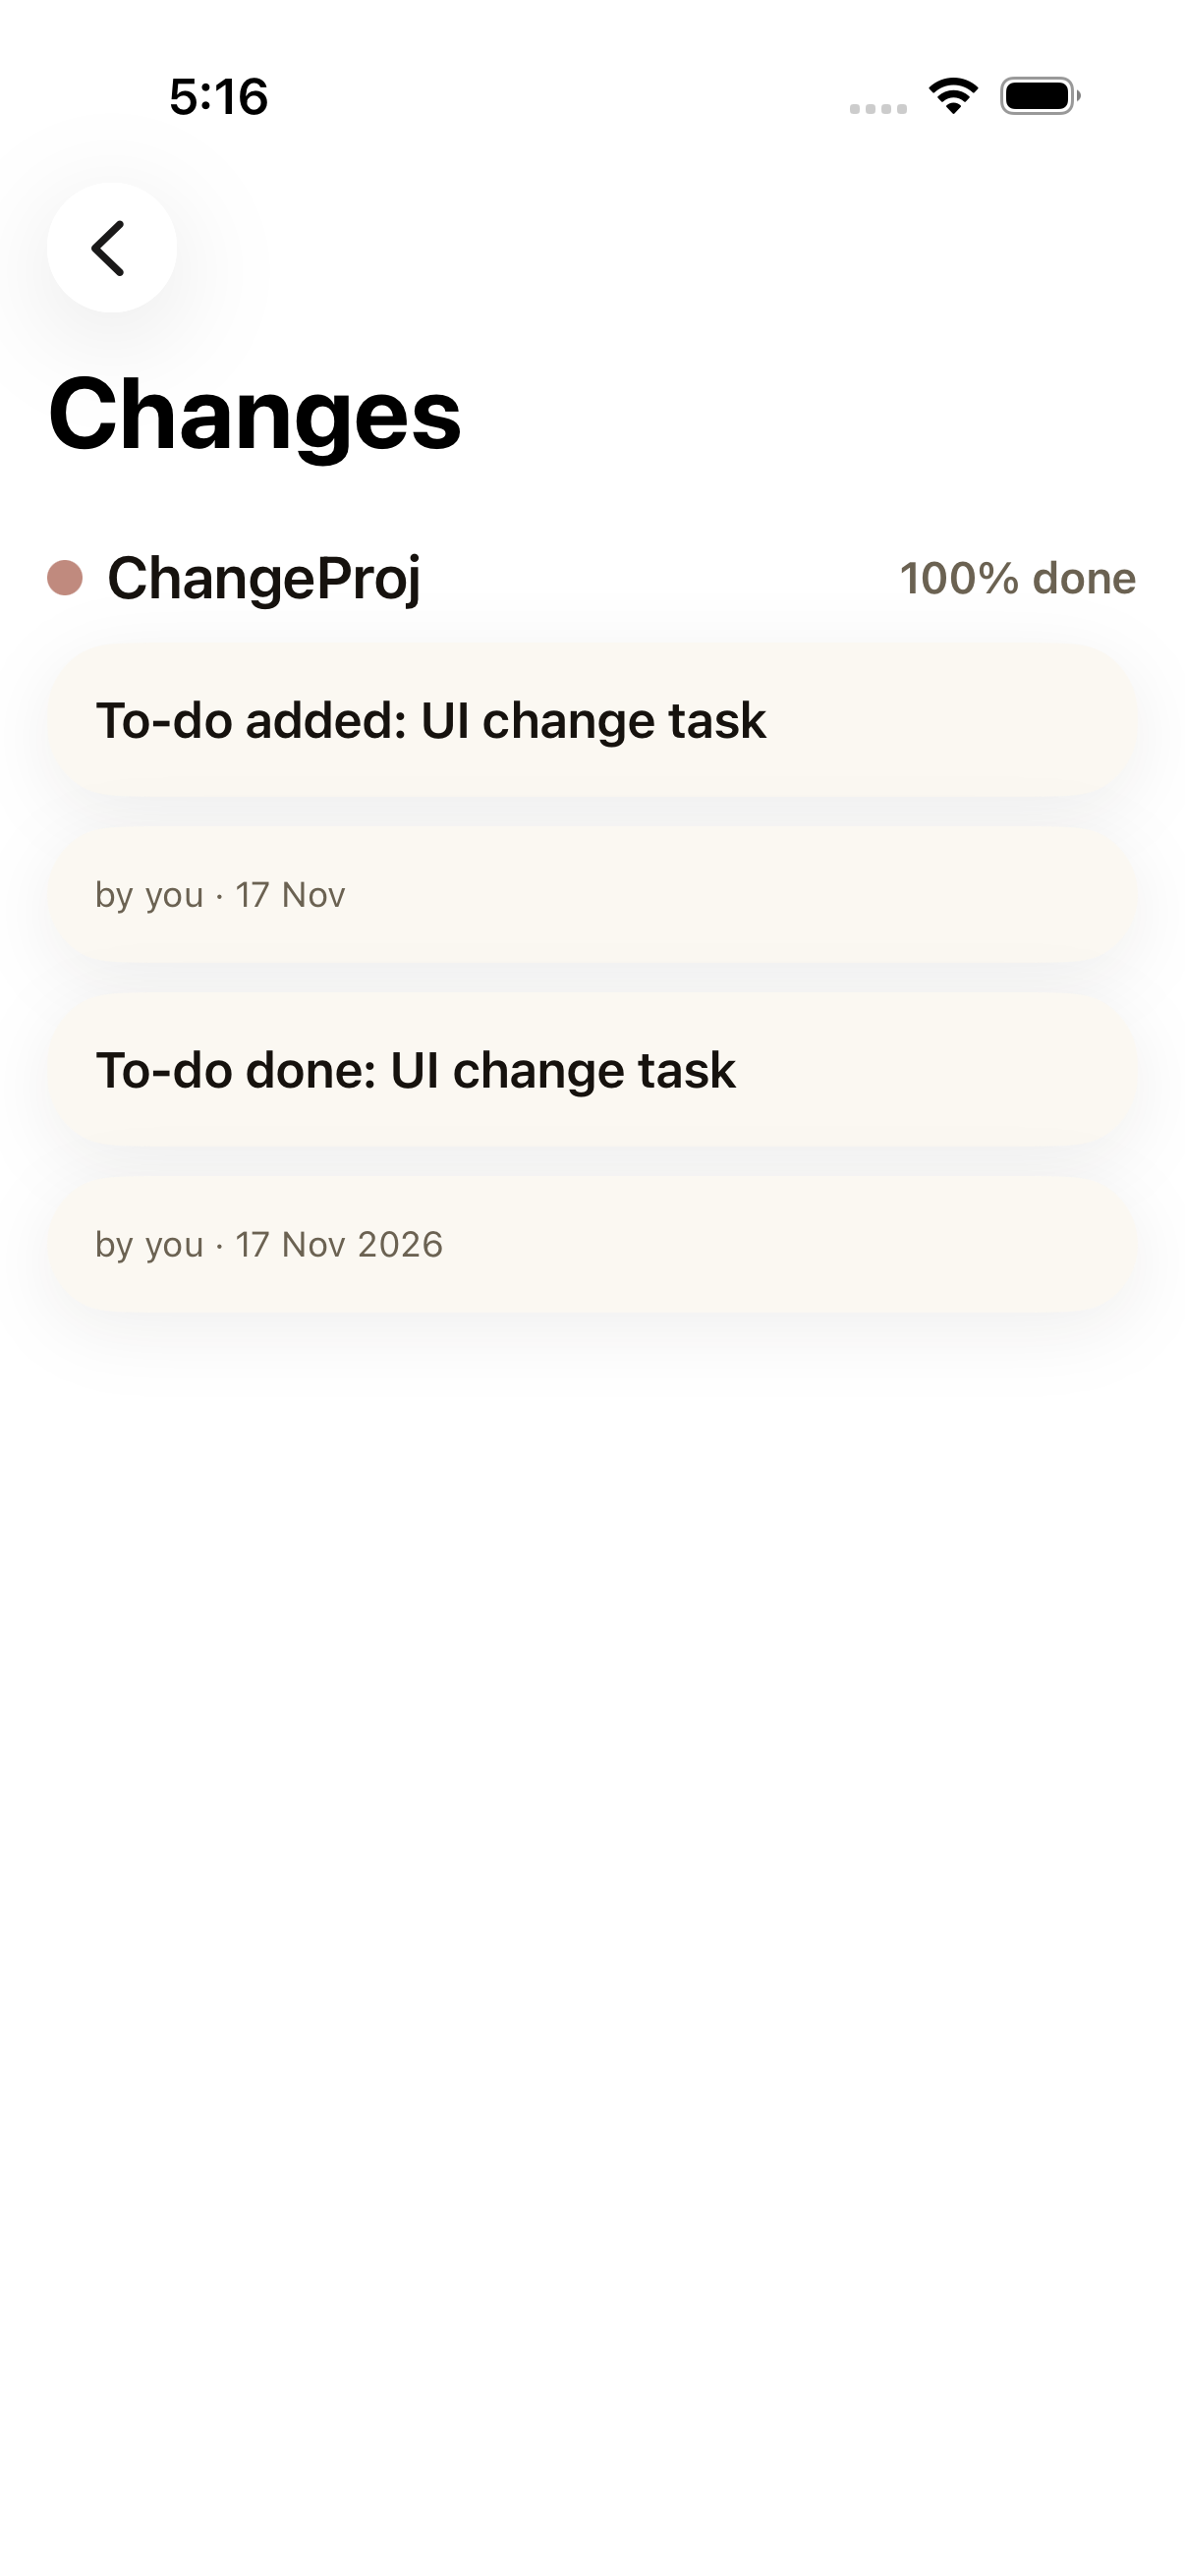 5:16
Changes
ChangeProj 100% done
To-do added: UI change task
by you · 17 Nov
To-do done: UI change task
by you · 17 Nov 2026